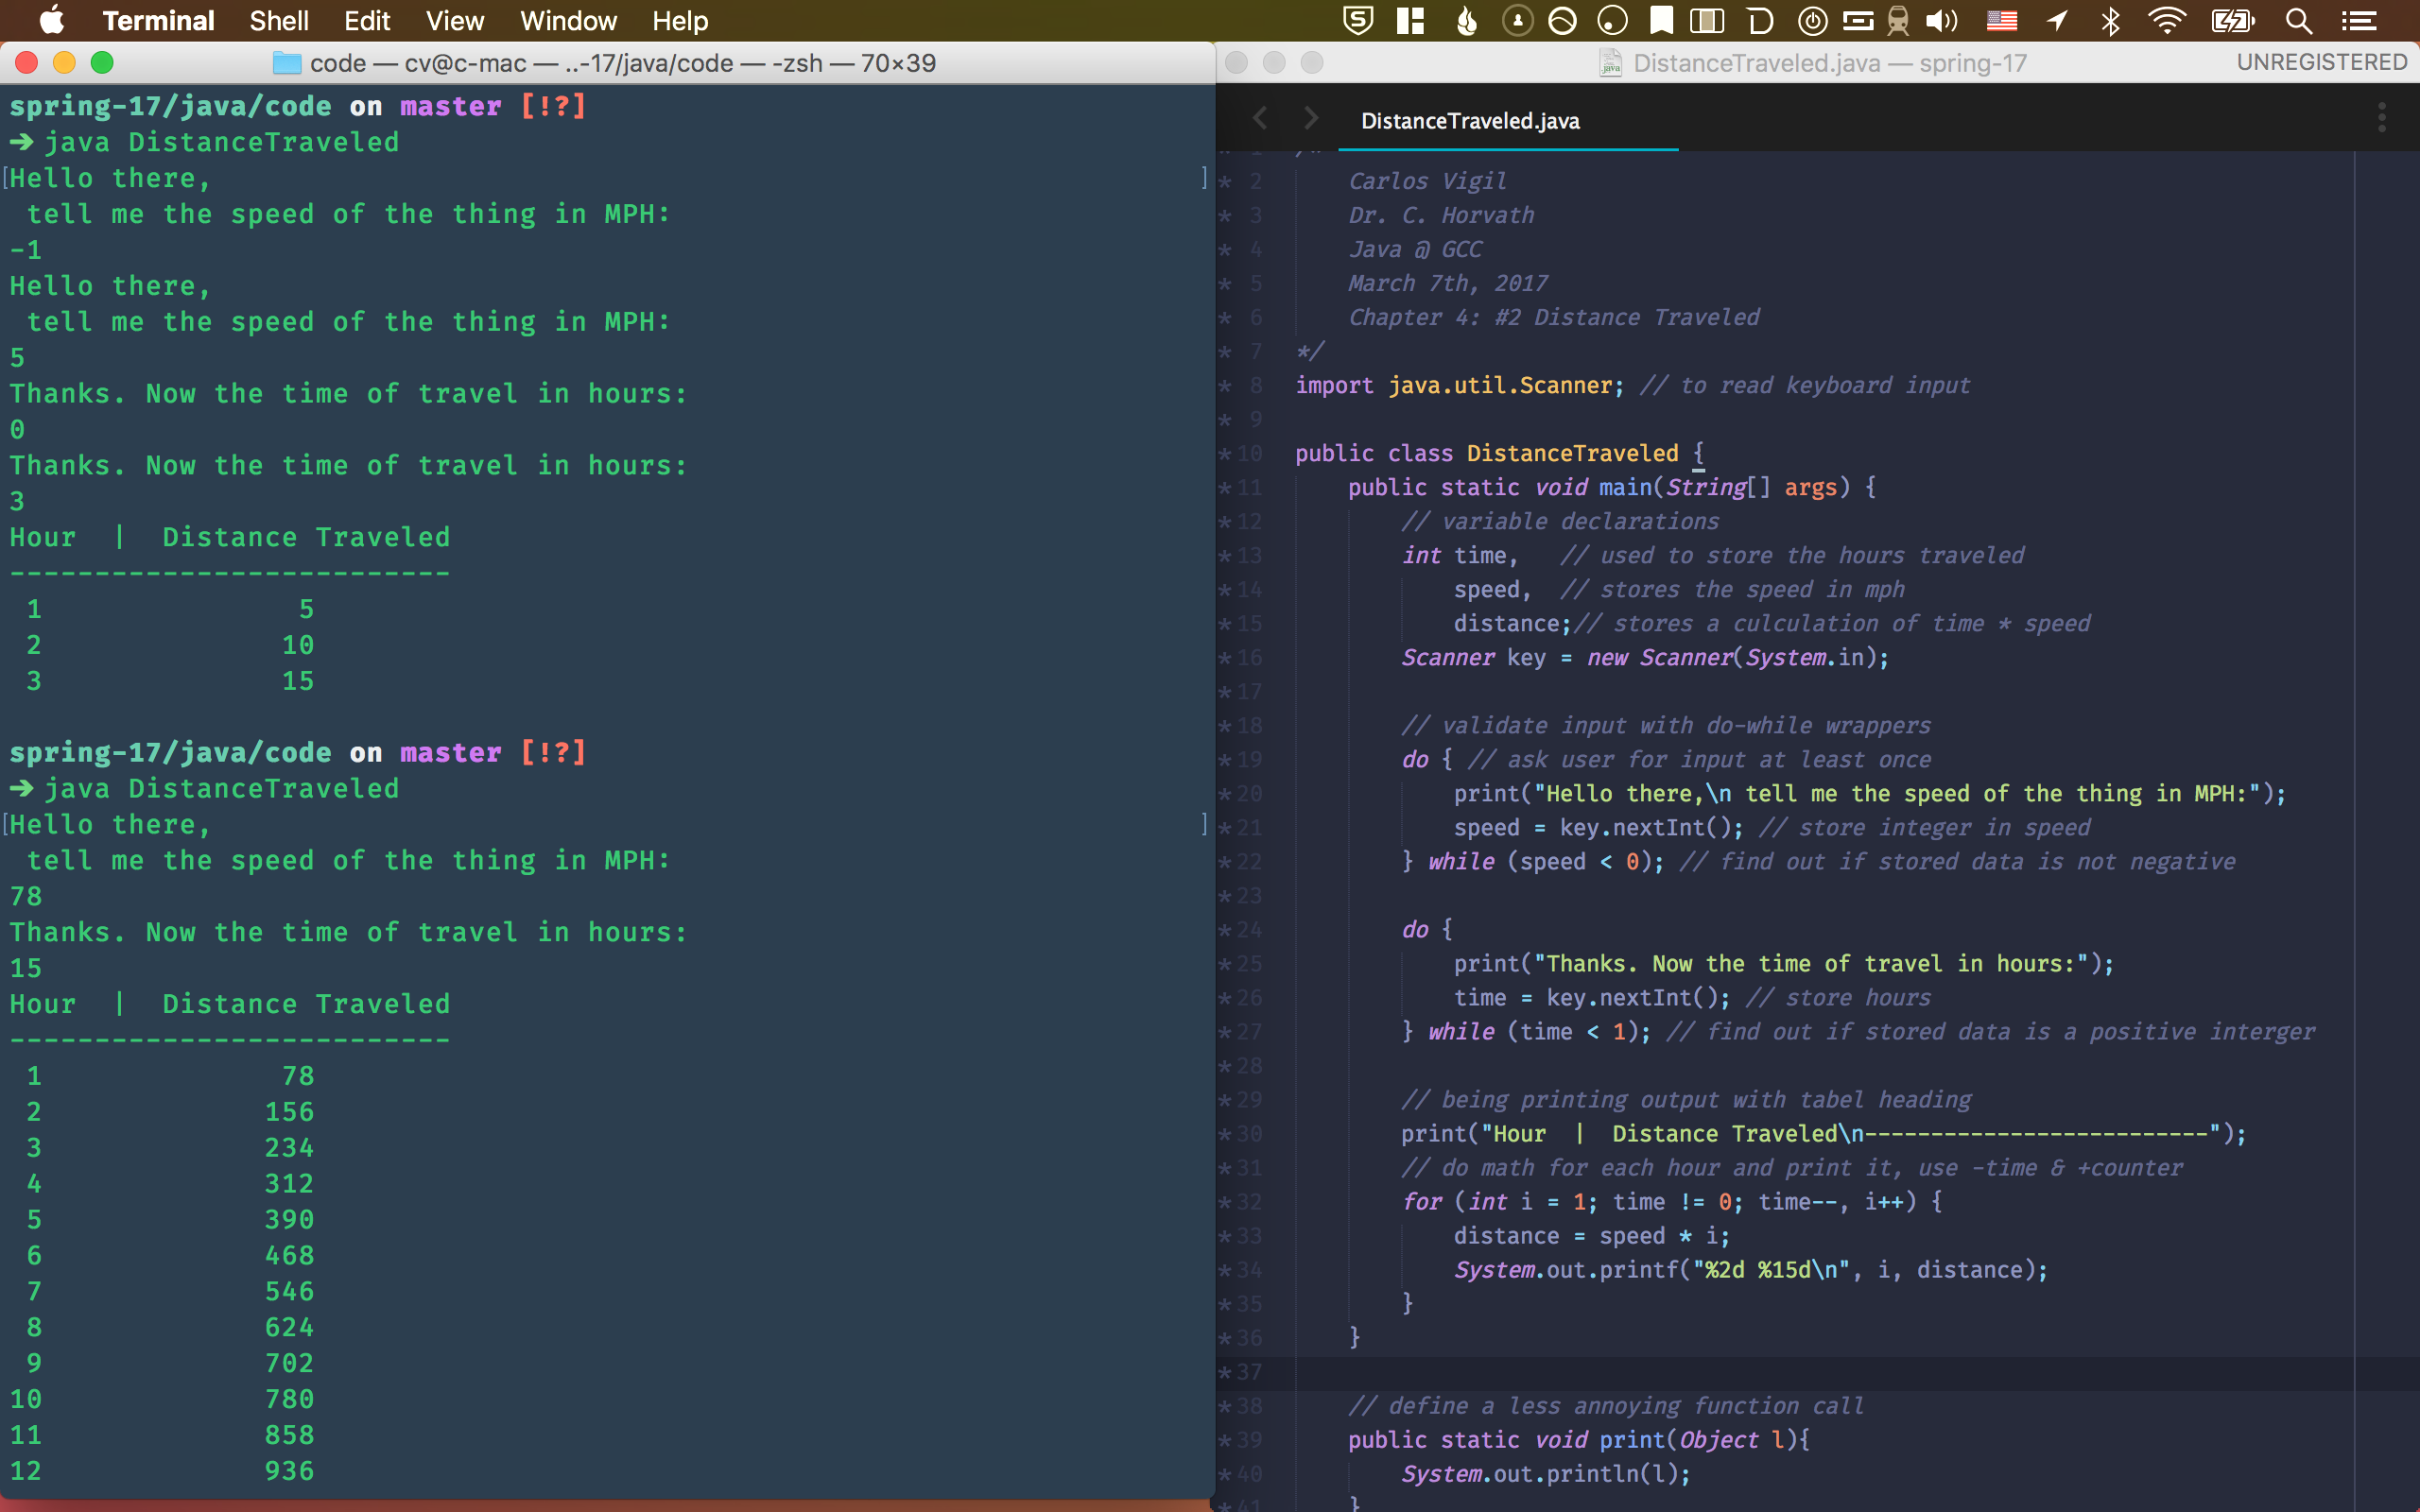 Terminal Shell Edit View Window Help
code — cv@c-mac — ..-17/java/code — -zsh — 70×39
spring-17/java/code on master [!?]
➔ java DistanceTraveled
[Hello there, ]
 tell me the speed of the thing in MPH:
-1
Hello there,
 tell me the speed of the thing in MPH:
5
Thanks. Now the time of travel in hours:
0
Thanks. Now the time of travel in hours:
3
Hour  |  Distance Traveled
--------------------------
 1               5
 2              10
 3              15
spring-17/java/code on master [!?]
➔ java DistanceTraveled
[Hello there, ]
 tell me the speed of the thing in MPH:
78
Thanks. Now the time of travel in hours:
15
Hour  |  Distance Traveled
--------------------------
 1              78
 2             156
 3             234
 4             312
 5             390
 6             468
 7             546
 8             624
 9             702
10             780
11             858
12             936
DistanceTraveled.java — spring-17 UNREGISTERED
DistanceTraveled.java
* 1 /*
* 2     Carlos Vigil
* 3     Dr. C. Horvath
* 4     Java @ GCC
* 5     March 7th, 2017
* 6     Chapter 4: #2 Distance Traveled
* 7 */
* 8 import java.util.Scanner; // to read keyboard input
* 9
*10 public class DistanceTraveled {
*11     public static void main(String[] args) {
*12         // variable declarations
*13         int time,   // used to store the hours traveled
*14             speed,  // stores the speed in mph
*15             distance;// stores a culculation of time * speed
*16         Scanner key = new Scanner(System.in);
*17
*18         // validate input with do-while wrappers
*19         do { // ask user for input at least once
*20             print("Hello there,\n tell me the speed of the thing in MPH:");
*21             speed = key.nextInt(); // store integer in speed
*22         } while (speed < 0); // find out if stored data is not negative
*23
*24         do {
*25             print("Thanks. Now the time of travel in hours:");
*26             time = key.nextInt(); // store hours
*27         } while (time < 1); // find out if stored data is a positive interger
*28
*29         // being printing output with tabel heading
*30         print("Hour  |  Distance Traveled\n--------------------------");
*31         // do math for each hour and print it, use -time & +counter
*32         for (int i = 1; time != 0; time--, i++) {
*33             distance = speed * i;
*34             System.out.printf("%2d %15d\n", i, distance);
*35         }
*36     }
*37
*38     // define a less annoying function call
*39     public static void print(Object l){
*40         System.out.println(l);
*41     }